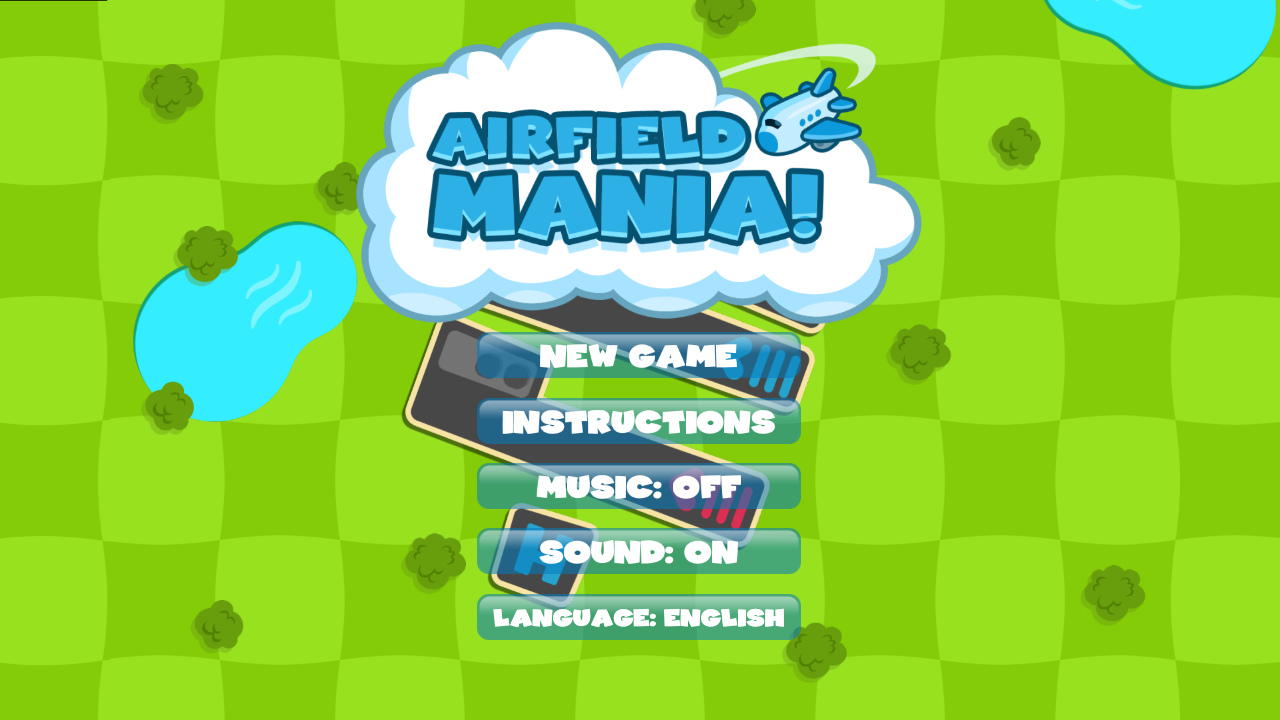 AIRFIELD
MANIA!
NEW GAME
INSTRUCTIONS
MUSIC: OFF
SOUND: ON
H
LANGUAGE: ENGLISH